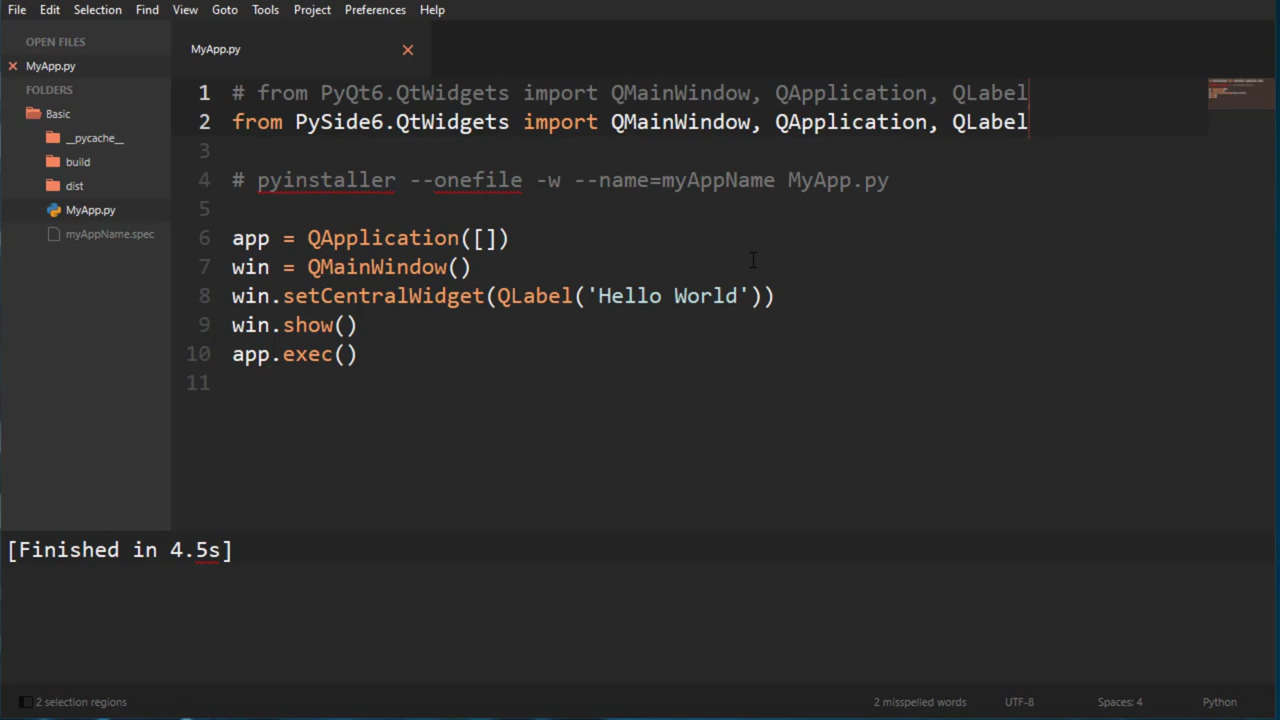 File Edit Selection Find View Goto Tools Project Preferences Help
OPEN FILES
MyApp.py
FOLDERS
Basic
__pycache__
build
dist
MyApp.py
myAppName.spec
MyApp.py
1 # from PyQt6.QtWidgets import QMainWindow, QApplication, QLabel
2 from PySide6.QtWidgets import QMainWindow, QApplication, QLabel
3
4 # pyinstaller --onefile -w --name=myAppName MyApp.py
5
6 app = QApplication([])
7 win = QMainWindow()
8 win.setCentralWidget(QLabel('Hello World'))
9 win.show()
10 app.exec()
11
[Finished in 4.5s]
2 selection regions 2 misspelled words UTF-8 Spaces: 4 Python